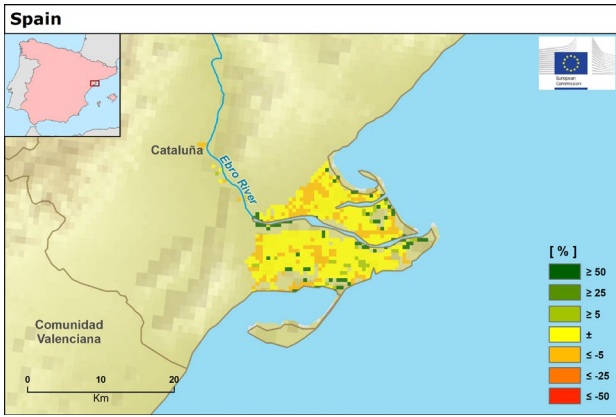 Spain
European
Commission
Cataluña
Ebro River
[ % ]
≥ 50
≥ 25
≥ 5
±
≤ -5
≤ -25
≤ -50
Comunidad
Valenciana
0 10 20
Km